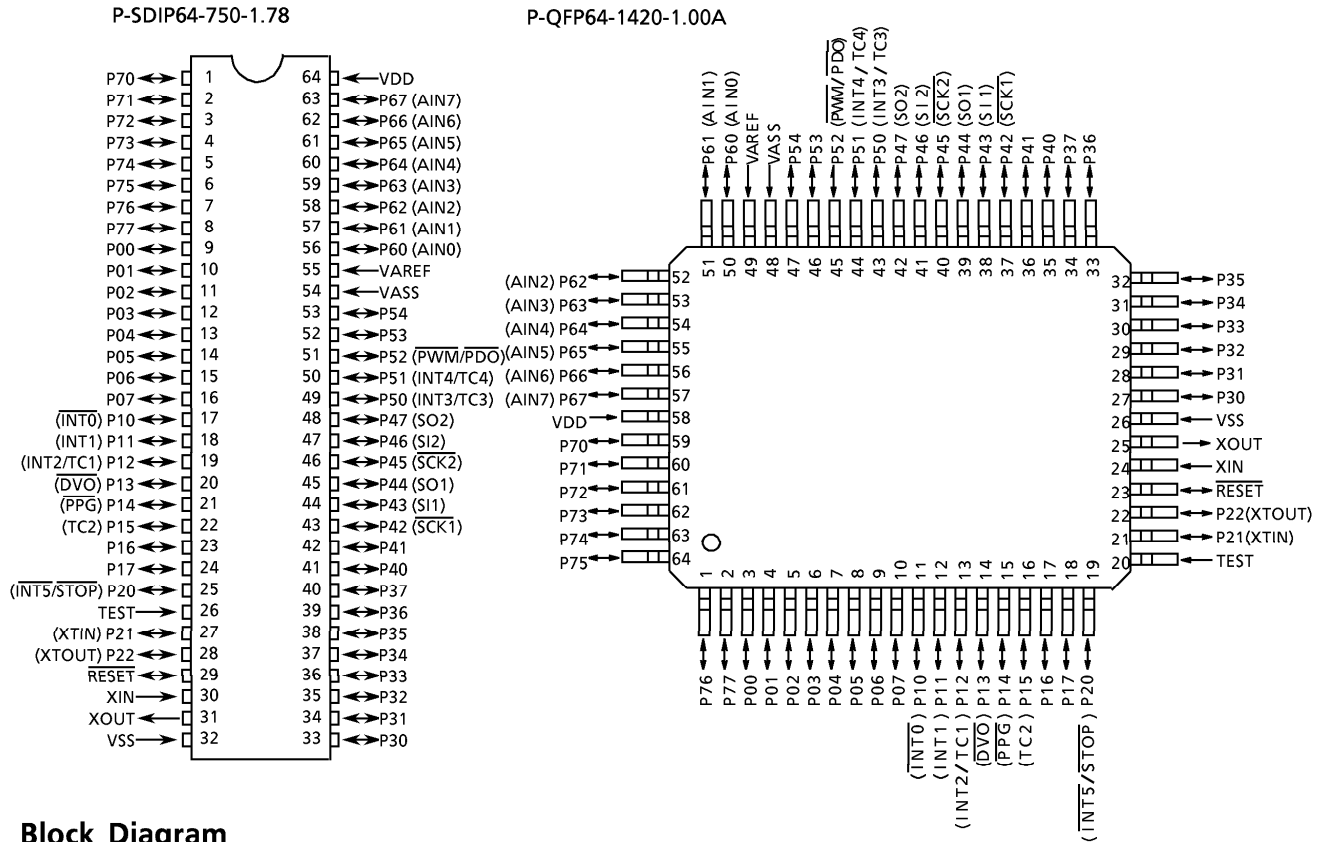 P-SDIP64-750-1.78
P70 1 64 VDD
P71 2 63 P67 (AIN7)
P72 3 62 P66 (AIN6)
P73 4 61 P65 (AIN5)
P74 5 60 P64 (AIN4)
P75 6 59 P63 (AIN3)
P76 7 58 P62 (AIN2)
P77 8 57 P61 (AIN1)
P00 9 56 P60 (AIN0)
P01 10 55 VAREF
P02 11 54 VASS
P03 12 53 P54
P04 13 52 P53
P05 14 51 P52 (PWM/PDO)
P06 15 50 P51 (INT4/TC4)
P07 16 49 P50 (INT3/TC3)
(INT0) P10 17 48 P47 (SO2)
(INT1) P11 18 47 P46 (SI2)
(INT2/TC1) P12 19 46 P45 (SCK2)
(DVO) P13 20 45 P44 (SO1)
(PPG) P14 21 44 P43 (SI1)
(TC2) P15 22 43 P42 (SCK1)
P16 23 42 P41
P17 24 41 P40
(INT5/STOP) P20 25 40 P37
TEST 26 39 P36
(XTIN) P21 27 38 P35
(XTOUT) P22 28 37 P34
RESET 29 36 P33
XIN 30 35 P32
XOUT 31 34 P31
VSS 32 33 P30
P-QFP64-1420-1.00A
P61 (AIN1)
P60 (AIN0)
VAREF
VASS
P54
P53
P52 (PWM/PDO)
P51 (INT4/TC4)
P50 (INT3/TC3)
P47 (SO2)
P46 (SI2)
P45 (SCK2)
P44 (SO1)
P43 (SI1)
P42 (SCK1)
P41
P40
P37
P36
51 50 49 48 47 46 45 44 43 42 41 40 39 38 37 36 35 34 33
(AIN2) P62 52 32 P35
(AIN3) P63 53 31 P34
(AIN4) P64 54 30 P33
(AIN5) P65 55 29 P32
(AIN6) P66 56 28 P31
(AIN7) P67 57 27 P30
VDD 58 26 VSS
P70 59 25 XOUT
P71 60 24 XIN
P72 61 23 RESET
P73 62 22 P22(XTOUT)
P74 63 21 P21(XTIN)
P75 64 20 TEST
1 2 3 4 5 6 7 8 9 10 11 12 13 14 15 16 17 18 19
P76
P77
P00
P01
P02
P03
P04
P05
P06
P07
(INT0) P10
(INT1) P11
(INT2/TC1) P12
(DVO) P13
(PPG) P14
(TC2) P15
P16
P17
(INT5/STOP) P20
Block Diagram